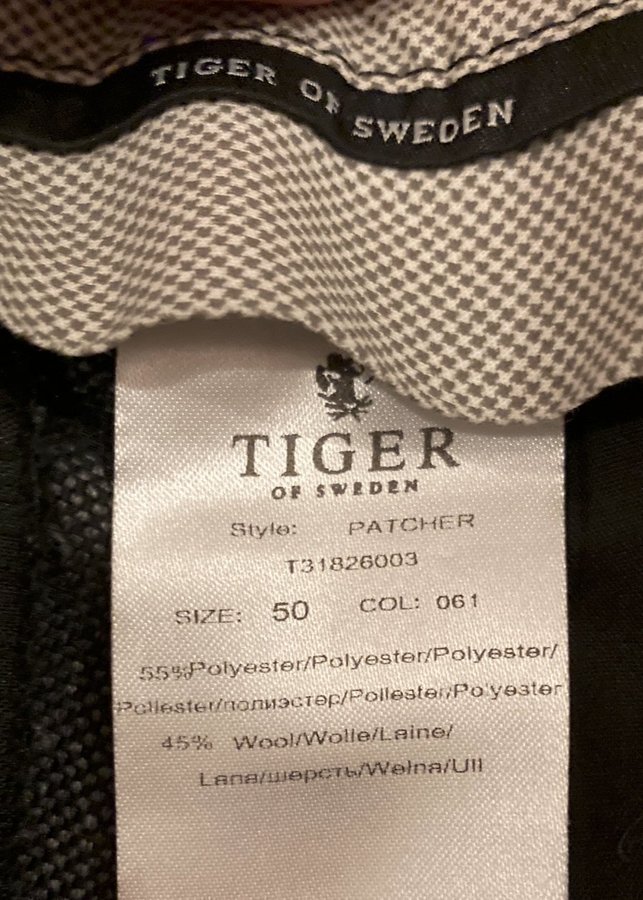 TIGER OF SWEDEN
TIGER
OF SWEDEN
Style: PATCHER
T31826003
SIZE: 50 COL: 061
55%Polyester/Polyester/Polyester/
Poliester/полиэстер/Poliester/Polyester
45% Wool/Wolle/Laine/
Lana/шерсть/Wełna/Ull